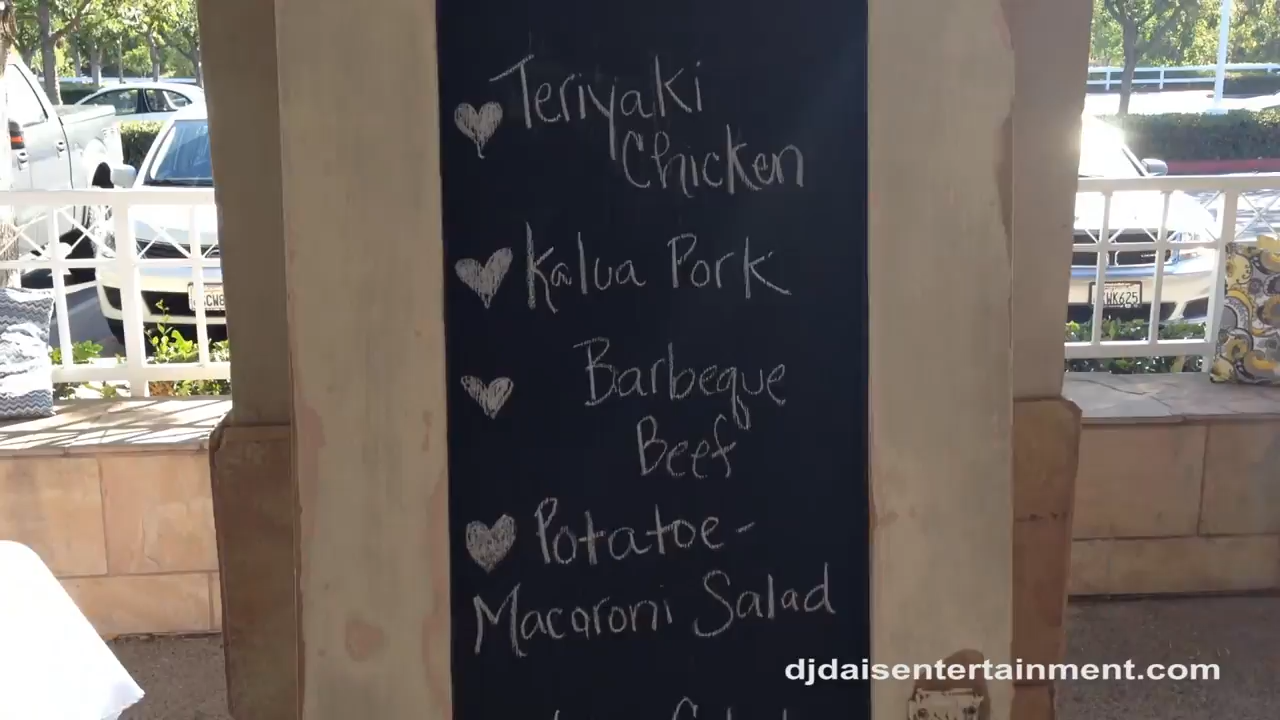 Teriyaki
Chicken
Kalua Pork
Barbeque
Beef
Potatoe-
Macaroni Salad
djdaisentertainment.com